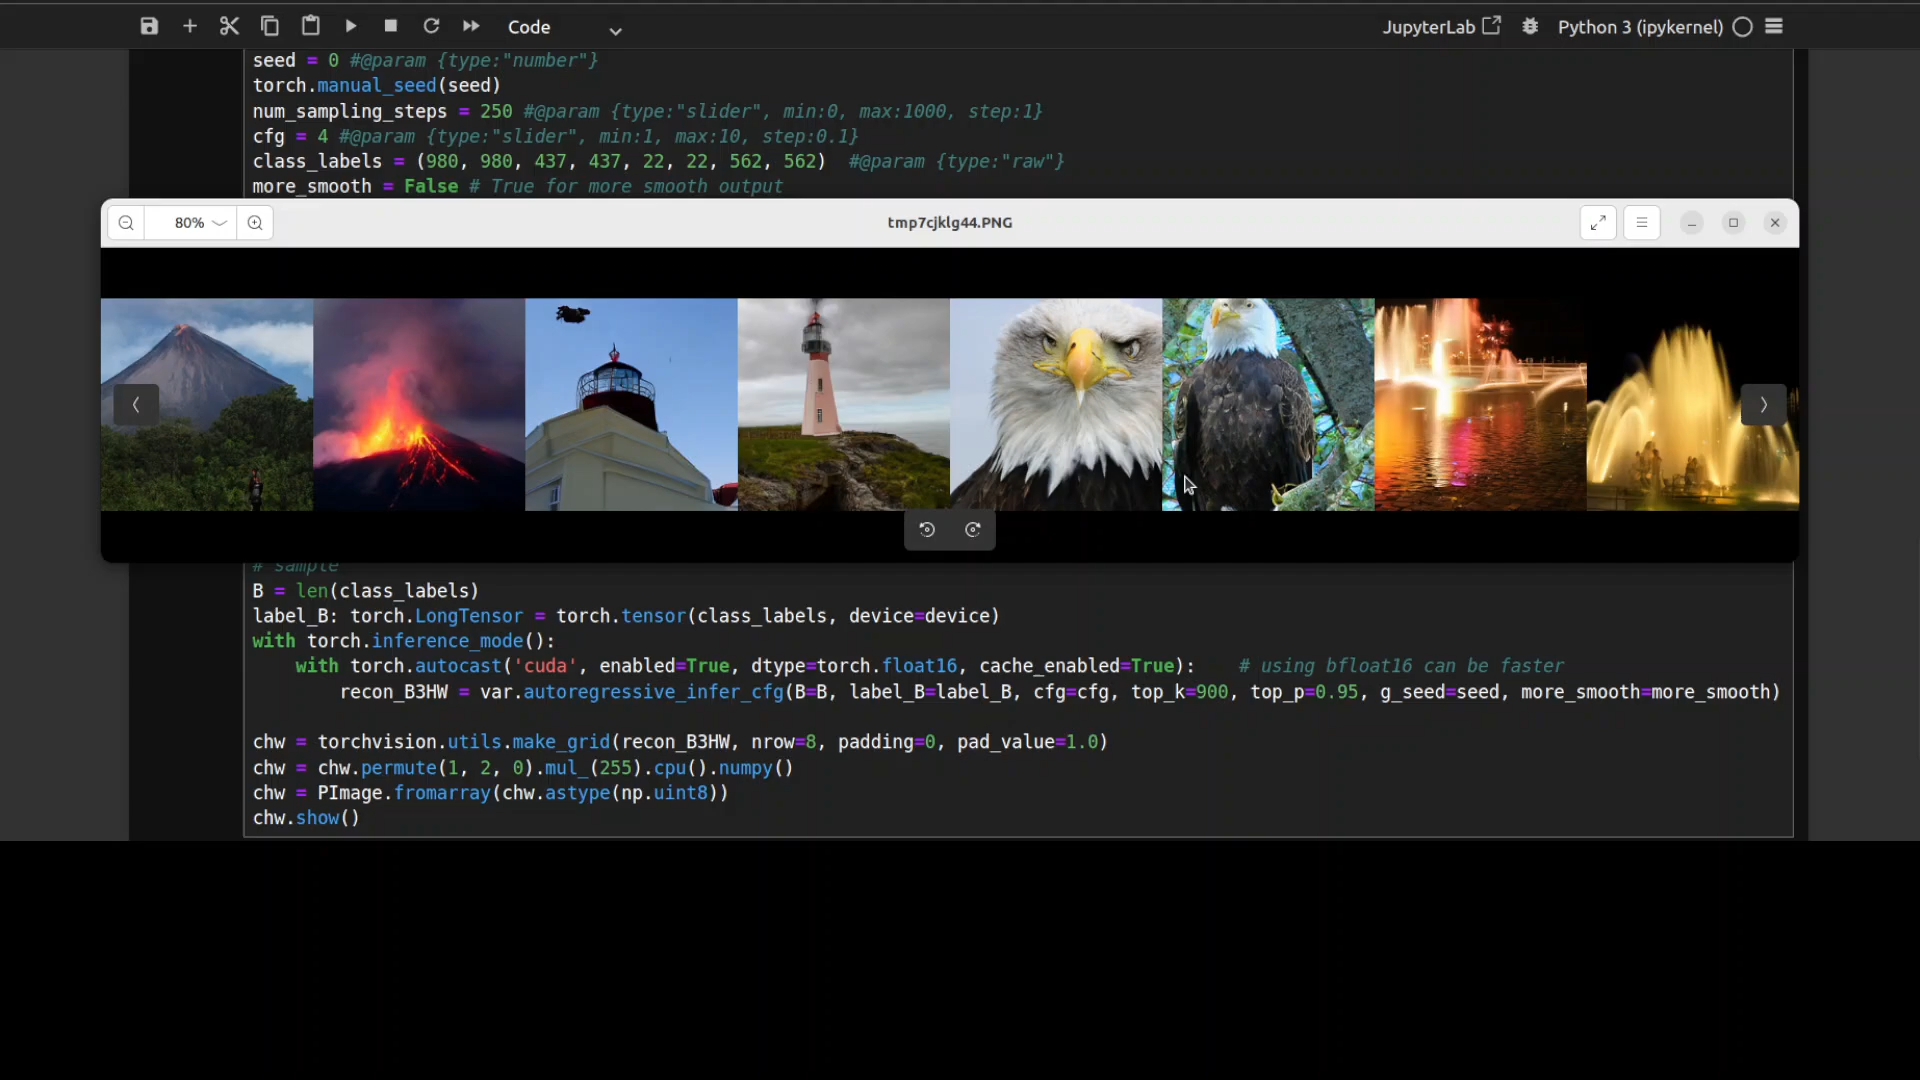 Code
JupyterLab
Python 3 (ipykernel)
seed = 0 #@param {type:"number"}
torch.manual_seed(seed)
num_sampling_steps = 250 #@param {type:"slider", min:0, max:1000, step:1}
cfg = 4 #@param {type:"slider", min:1, max:10, step:0.1}
class_labels = (980, 980, 437, 437, 22, 22, 562, 562)  #@param {type:"raw"}
more_smooth = False # True for more smooth output
80%
tmp7cjklg44.PNG
# sample
B = len(class_labels)
label_B: torch.LongTensor = torch.tensor(class_labels, device=device)
with torch.inference_mode():
    with torch.autocast('cuda', enabled=True, dtype=torch.float16, cache_enabled=True):    # using bfloat16 can be faster
        recon_B3HW = var.autoregressive_infer_cfg(B=B, label_B=label_B, cfg=cfg, top_k=900, top_p=0.95, g_seed=seed, more_smooth=more_smooth)
chw = torchvision.utils.make_grid(recon_B3HW, nrow=8, padding=0, pad_value=1.0)
chw = chw.permute(1, 2, 0).mul_(255).cpu().numpy()
chw = PImage.fromarray(chw.astype(np.uint8))
chw.show()